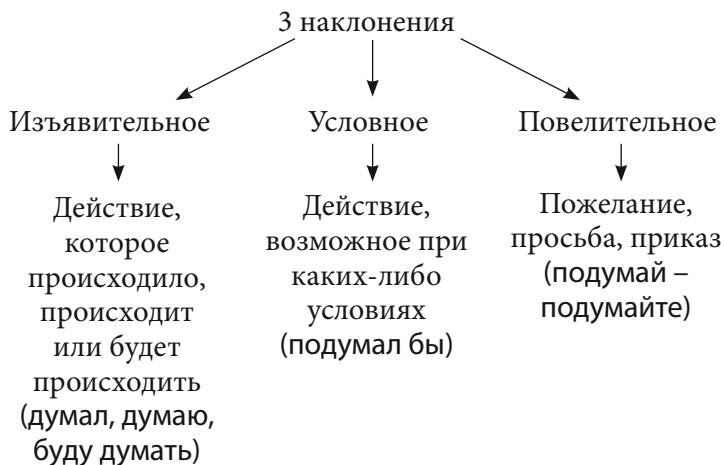 3 наклонения
Изъявительное
Условное
Повелительное
Действие,
которое
происходило,
происходит
или будет
происходить
(думал, думаю,
буду думать)
Действие,
возможное при
каких-либо
условиях
(подумал бы)
Пожелание,
просьба, приказ
(подумай –
подумайте)